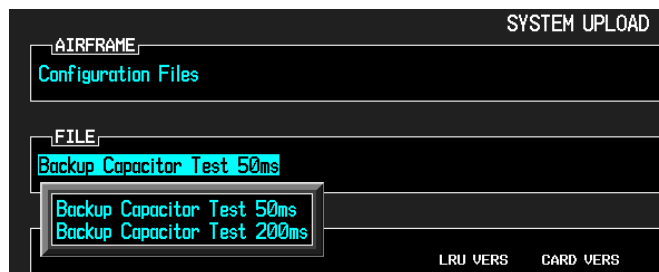 SYSTEM UPLOAD
AIRFRAME
Configuration Files
FILE
Backup Capacitor Test 50ms
Backup Capacitor Test 50ms
Backup Capacitor Test 200ms
LRU VERS CARD VERS